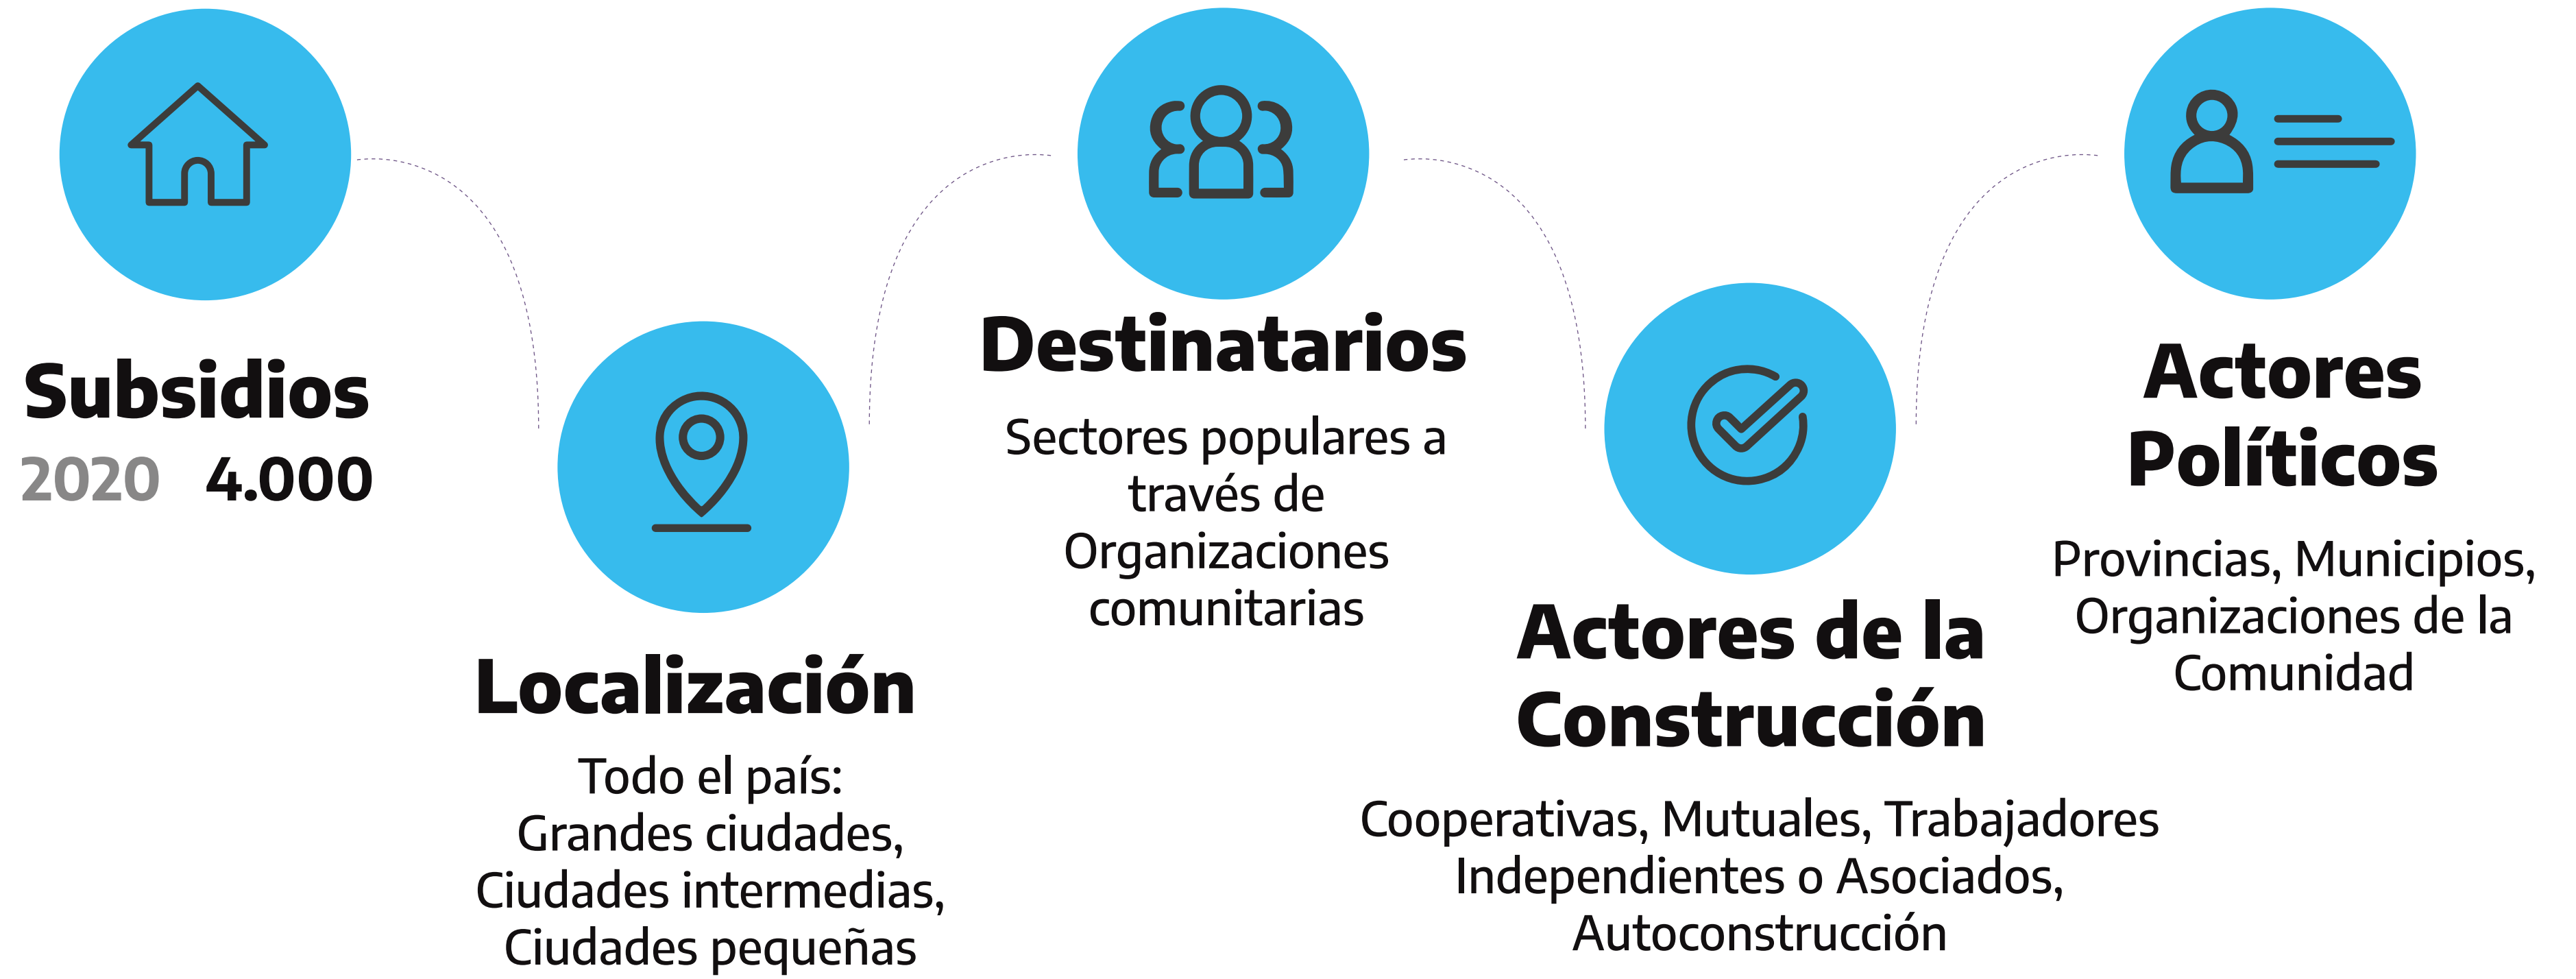 Subsidios
2020 4.000
Localización
Todo el país:
Grandes ciudades,
Ciudades intermedias,
Ciudades pequeñas
Destinatarios
Sectores populares a
través de
Organizaciones
comunitarias
Actores de la
Construcción
Cooperativas, Mutuales, Trabajadores
Independientes o Asociados,
Autoconstrucción
Actores
Políticos
Provincias, Municipios,
Organizaciones de la
Comunidad